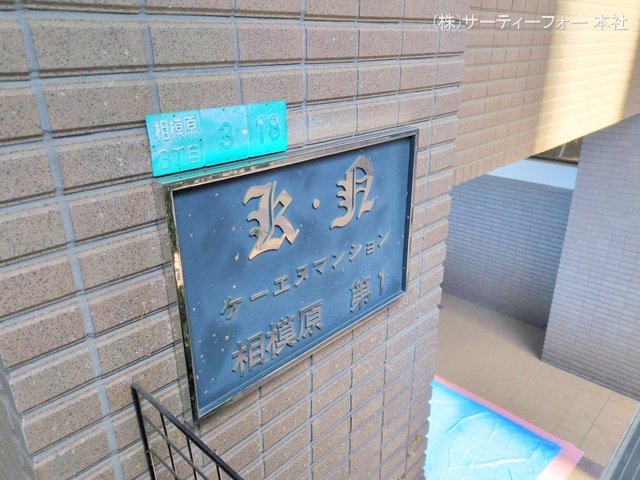 (株)サーティーフォー 本社
相模原
3丁目 3 18
K・N
ケーエヌマンション
相模原 第1